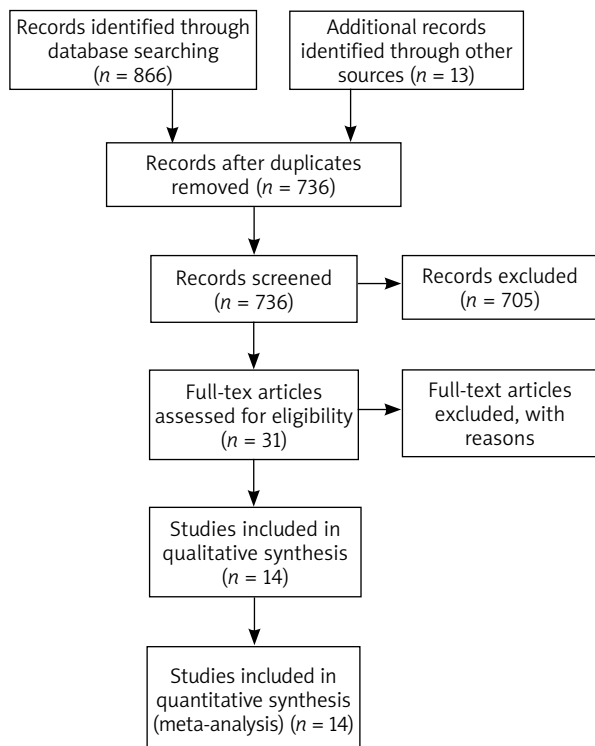 Records identified through
database searching
(n = 866)
Additional records
identified through other
sources (n = 13)
Records after duplicates
removed (n = 736)
Records screened
(n = 736)
Records excluded
(n = 705)
Full-tex articles
assessed for eligibility
(n = 31)
Full-text articles
excluded, with
reasons
Studies included in
qualitative synthesis
(n = 14)
Studies included in
quantitative synthesis
(meta-analysis) (n = 14)